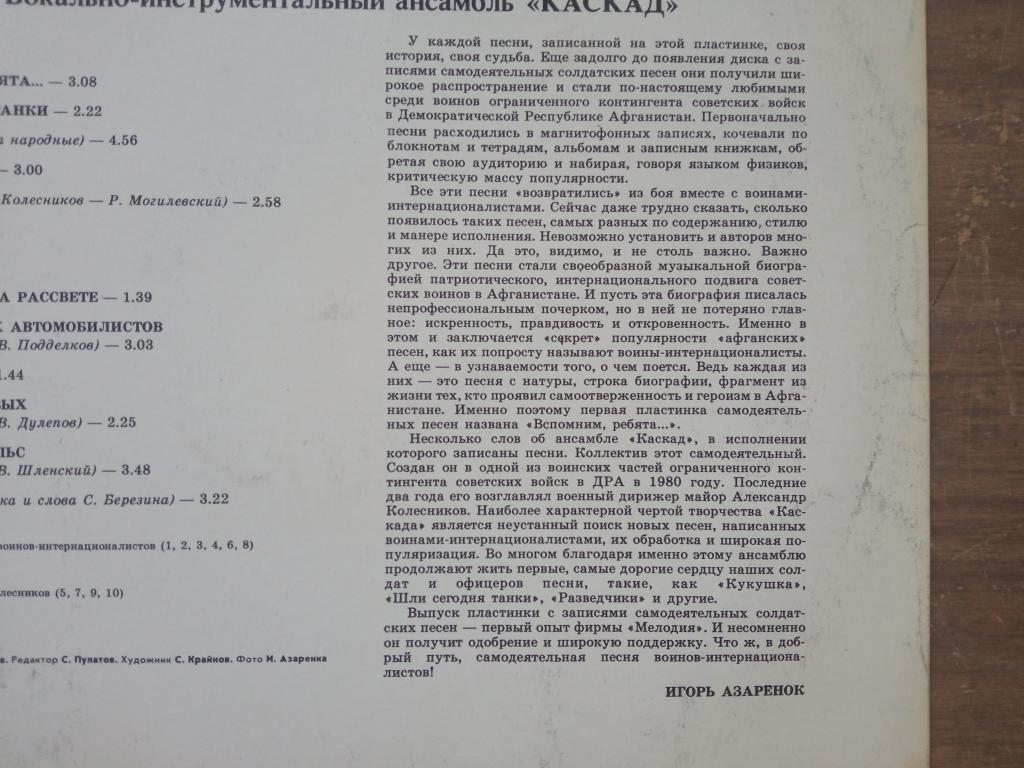 Вокально-инструментальный ансамбль «КАСКАД»
ЯТА... — 3.08
АНКИ — 2.22
народные) — 4.56
— 3.00
Колесников — Р. Могилевский) — 2.58
А РАССВЕТЕ — 1.39
К АВТОМОБИЛИСТОВ
В. Подделков) — 3.03
1.44
ВЫХ
В. Дулепов) — 2.25
ЛЬС
В. Шленский) — 3.48
ка и слова С. Березина) — 3.22
воинов-интернационалистов (1, 2, 3, 4, 6, 8)
лесников (5, 7, 9, 10)
в. Редактор С. Пулатов. Художник С. Крайнов. Фото И. Азаренка
У каждой песни, записанной на этой пластинке, своя
история, своя судьба. Еще задолго до появления диска с за-
писями самодеятельных солдатских песен они получили ши-
рокое распространение и стали по-настоящему любимыми
среди воинов ограниченного контингента советских войск
в Демократической Республике Афганистан. Первоначально
песни расходились в магнитофонных записях, кочевали по
блокнотам и тетрадям, альбомам и записным книжкам, об-
ретая свою аудиторию и набирая, говоря языком физиков,
критическую массу популярности.
Все эти песни «возвратились» из боя вместе с воинами-
интернационалистами. Сейчас даже трудно сказать, сколько
появилось таких песен, самых разных по содержанию, стилю
и манере исполнения. Невозможно установить и авторов мно-
гих из них. Да это, видимо, и не столь важно. Важно
другое. Эти песни стали своеобразной музыкальной биогра-
фией патриотического, интернационального подвига совет-
ских воинов в Афганистане. И пусть эта биография писалась
непрофессиональным почерком, но в ней не потеряно глав-
ное: искренность, правдивость и откровенность. Именно в
этом и заключается «секрет» популярности «афганских»
песен, как их попросту называют воины-интернационалисты.
А еще — в узнаваемости того, о чем поется. Ведь каждая из
них — это песня с натуры, строка биографии, фрагмент из
жизни тех, кто проявил самоотверженность и героизм в Афга-
нистане. Именно поэтому первая пластинка самодеятель-
ных песен названа «Вспомним, ребята...».
Несколько слов об ансамбле «Каскад», в исполнении
которого записаны песни. Коллектив этот самодеятельный.
Создан он в одной из воинских частей ограниченного кон-
тингента советских войск в ДРА в 1980 году. Последние
два года его возглавлял военный дирижер майор Александр
Колесников. Наиболее характерной чертой творчества «Кас-
када» является неустанный поиск новых песен, написанных
воинами-интернационалистами, их обработка и широкая по-
пуляризация. Во многом благодаря именно этому ансамблю
продолжают жить первые, самые дорогие сердцу наших сол-
дат и офицеров песни, такие, как «Кукушка»,
«Шли сегодня танки», «Разведчики» и другие.
Выпуск пластинки с записями самодеятельных солдат-
ских песен — первый опыт фирмы «Мелодия». И несомненно
он получит одобрение и широкую поддержку. Что ж, в доб-
рый путь, самодеятельная песня воинов-интернациона-
листов!
ИГОРЬ АЗАРЕНОК